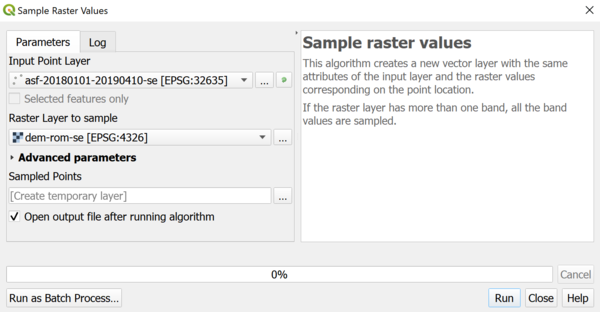 Sample Raster Values
Parameters
Log
Input Point Layer
asf-20180101-20190410-se [EPSG:32635]
...
Selected features only
Raster Layer to sample
dem-rom-se [EPSG:4326]
...
Advanced parameters
Sampled Points
[Create temporary layer]
...
Open output file after running algorithm
Sample raster values
This algorithm creates a new vector layer with the same
attributes of the input layer and the raster values
corresponding on the point location.
If the raster layer has more than one band, all the band
values are sampled.
0%
Cancel
Run as Batch Process...
Run
Close
Help